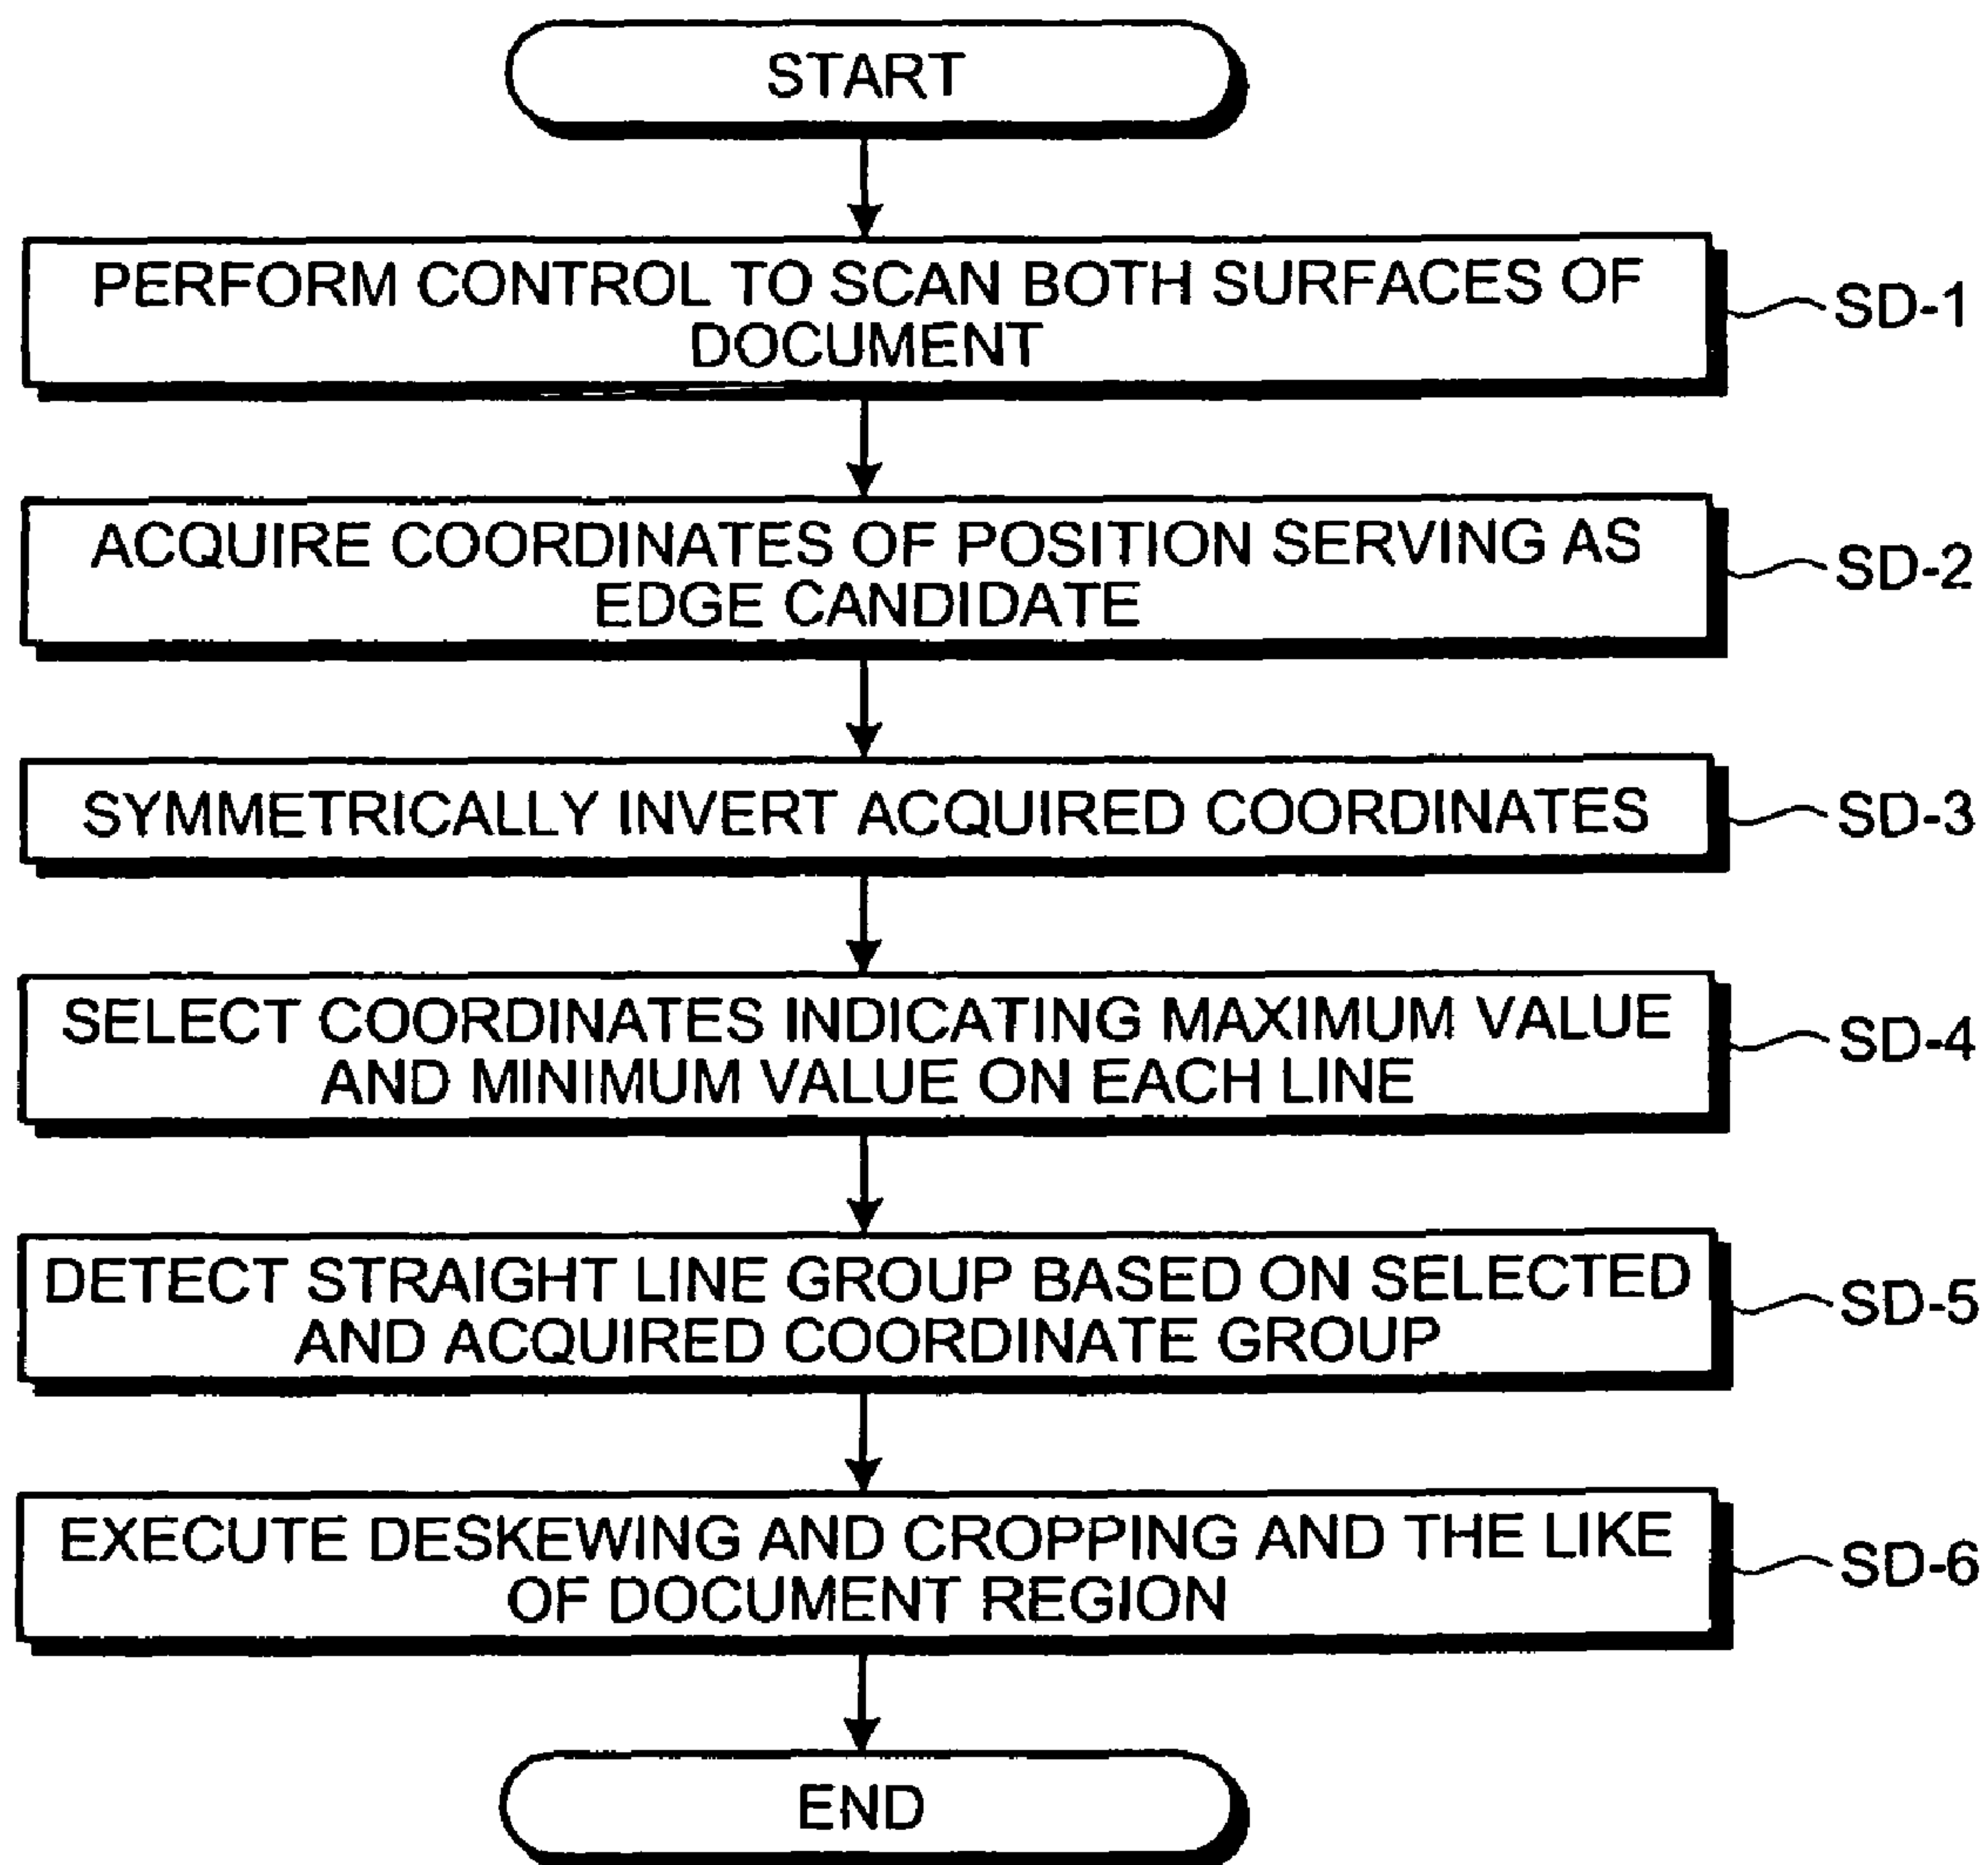 START
PERFORM CONTROL TO SCAN BOTH SURFACES OF
DOCUMENT
SD-1
ACQUIRE COORDINATES OF POSITION SERVING AS
EDGE CANDIDATE
SD-2
SYMMETRICALLY INVERT ACQUIRED COORDINATES
SD-3
SELECT COORDINATES INDICATING MAXIMUM VALUE
AND MINIMUM VALUE ON EACH LINE
SD-4
DETECT STRAIGHT LINE GROUP BASED ON SELECTED
AND ACQUIRED COORDINATE GROUP
SD-5
EXECUTE DESKEWING AND CROPPING AND THE LIKE
OF DOCUMENT REGION
SD-6
END